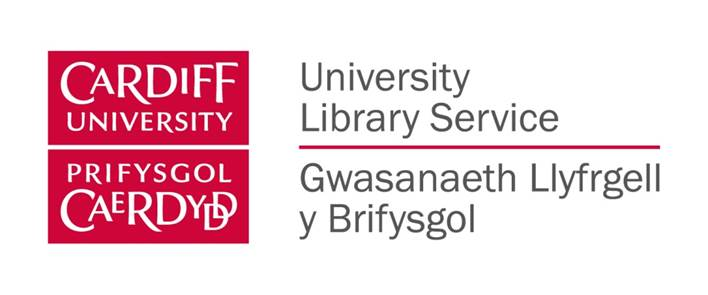 CARDIFF
UNIVERSITY
PRIFYSGOL
CAERDYDD
University
Library Service
Gwasanaeth Llyfrgell
y Brifysgol